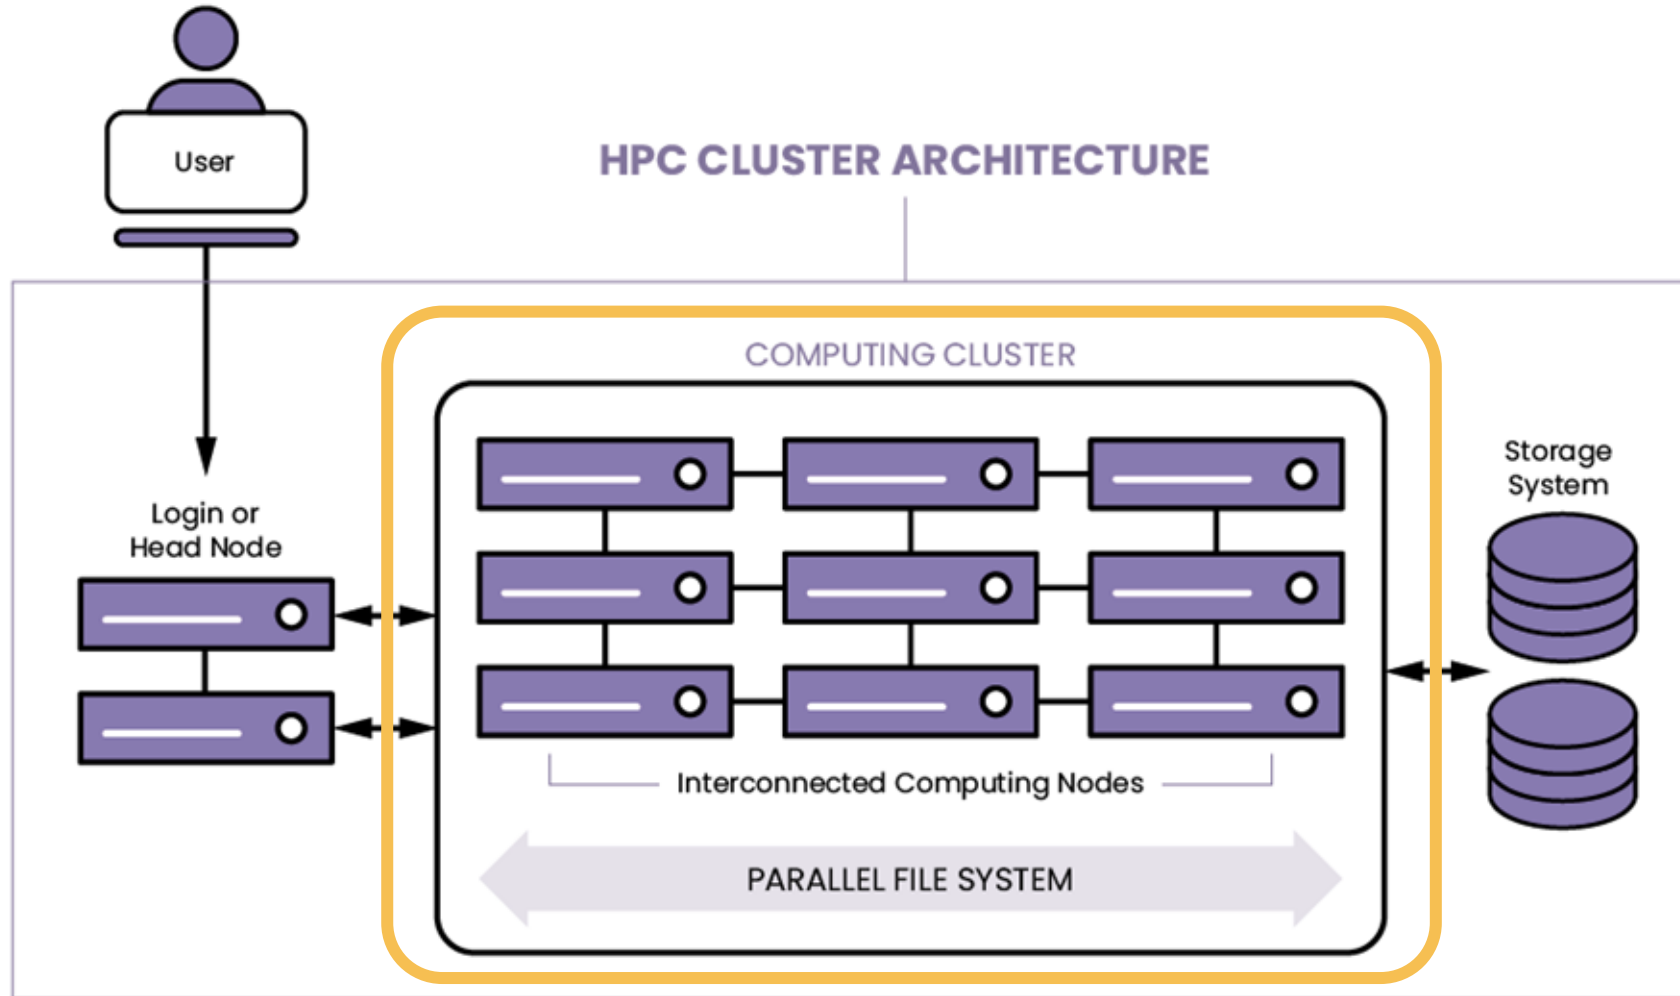 User
HPC CLUSTER ARCHITECTURE
COMPUTING CLUSTER
Login or
Head Node
Storage
System
Interconnected Computing Nodes
PARALLEL FILE SYSTEM